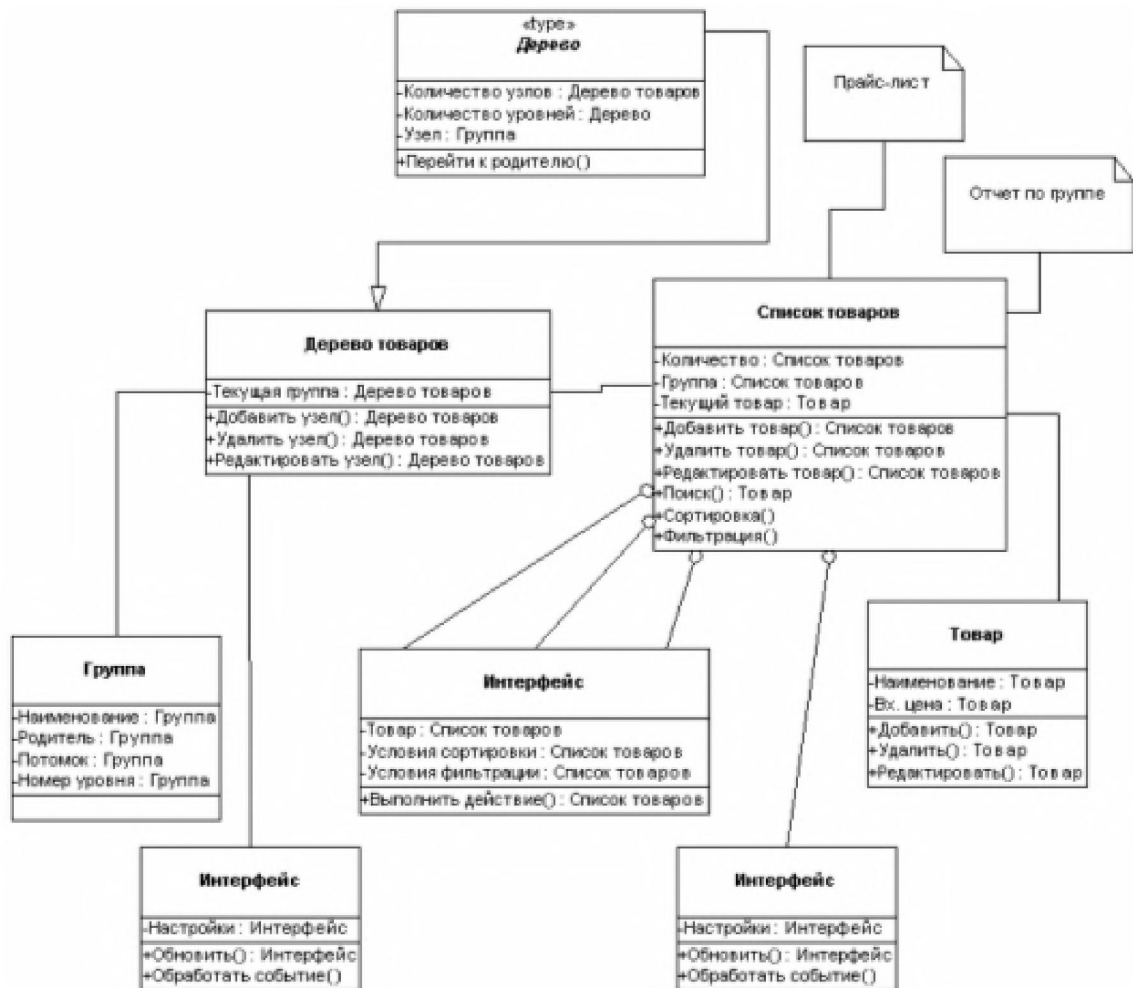 «type»
Дерево
-Количество узлов : Дерево товаров
-Количество уровней : Дерево
-Узел : Группа
+Перейти к родителю()
Прайс-лист
Отчет по группе
Дерево товаров
-Текущая группа : Дерево товаров
+Добавить узел() : Дерево товаров
+Удалить узел() : Дерево товаров
+Редактировать узел() : Дерево товаров
Список товаров
-Количество : Список товаров
-Группа : Список товаров
-Текущий товар : Товар
+Добавить товар() : Список товаров
+Удалить товар() : Список товаров
+Редактировать товар() : Список товаров
+Поиск() : Товар
+Сортировка()
+Фильтрация()
Группа
-Наименование : Группа
-Родитель : Группа
-Потомок : Группа
-Номер уровня : Группа
Интерфейс
-Товар : Список товаров
-Условия сортировки : Список товаров
-Условия фильтрации : Список товаров
+Выполнить действие() : Список товаров
Товар
-Наименование : Товар
-Вх. цена : Товар
+Добавить() : Товар
+Удалить() : Товар
+Редактировать() : Товар
Интерфейс
-Настройки : Интерфейс
+Обновить() : Интерфейс
+Обработать событие()
Интерфейс
-Настройки : Интерфейс
+Обновить() : Интерфейс
+Обработать событие()